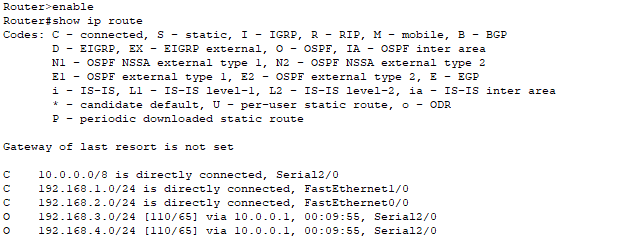 Router>enable
Router#show ip route
Codes: C - connected, S - static, I - IGRP, R - RIP, M - mobile, B - BGP
D - EIGRP, EX - EIGRP external, O - OSPF, IA - OSPF inter area
N1 - OSPF NSSA external type 1, N2 - OSPF NSSA external type 2
E1 - OSPF external type 1, E2 - OSPF external type 2, E - EGP
i - IS-IS, L1 - IS-IS level-1, L2 - IS-IS level-2, ia - IS-IS inter area
* - candidate default, U - per-user static route, o - ODR
P - periodic downloaded static route
Gateway of last resort is not set
C 10.0.0.0/8 is directly connected, Serial2/0
C 192.168.1.0/24 is directly connected, FastEthernet1/0
C 192.168.2.0/24 is directly connected, FastEthernet0/0
O 192.168.3.0/24 [110/65] via 10.0.0.1, 00:09:55, Serial2/0
O 192.168.4.0/24 [110/65] via 10.0.0.1, 00:09:55, Serial2/0